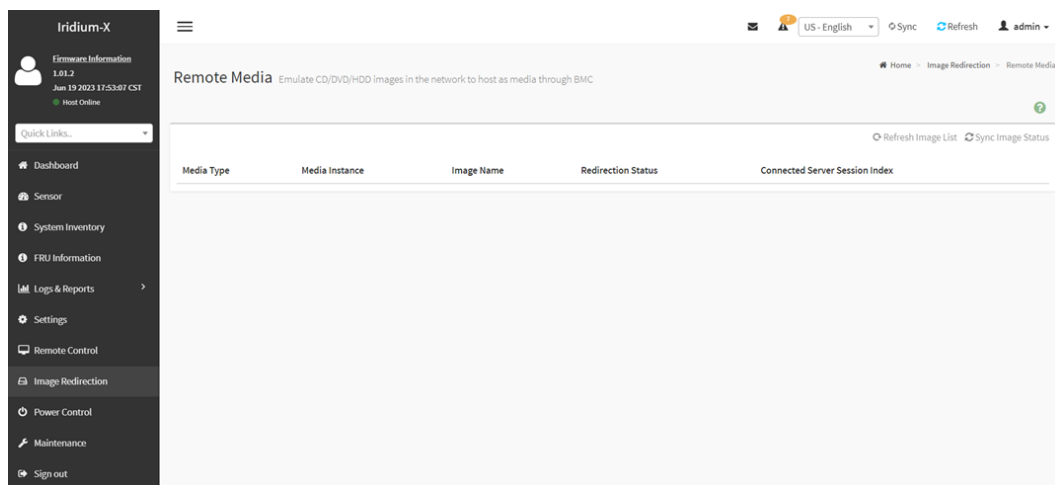 Iridium-X
US - English
Sync
Refresh
admin
Firmware Information
1.01.2
Jun 19 2023 17:53:07 CST
Host Online
Remote Media Emulate CD/DVD/HDD images in the network to host as media through BMC
Home > Image Redirection > Remote Media
Quick Links..
Refresh Image List Sync Image Status
Dashboard
Media Type Media Instance Image Name Redirection Status Connected Server Session Index
Sensor
System Inventory
FRU Information
Logs & Reports
Settings
Remote Control
Image Redirection
Power Control
Maintenance
Sign out